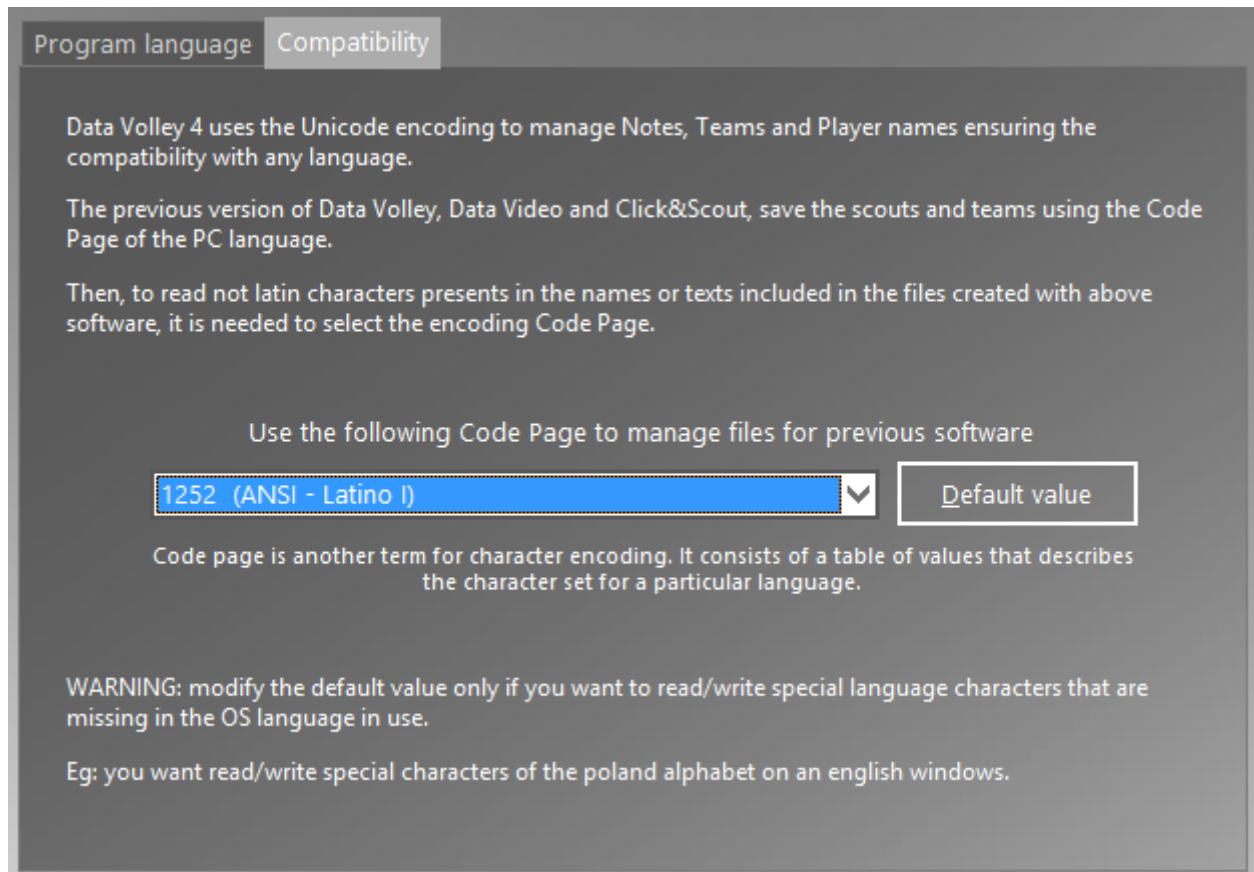 Program language
Compatibility
Data Volley 4 uses the Unicode encoding to manage Notes, Teams and Player names ensuring the
compatibility with any language.
The previous version of Data Volley, Data Video and Click&Scout, save the scouts and teams using the Code
Page of the PC language.
Then, to read not latin characters presents in the names or texts included in the files created with above
software, it is needed to select the encoding Code Page.
Use the following Code Page to manage files for previous software
1252  (ANSI - Latino I)
Default value
Code page is another term for character encoding. It consists of a table of values that describes
the character set for a particular language.
WARNING: modify the default value only if you want to read/write special language characters that are
missing in the OS language in use.
Eg: you want read/write special characters of the poland alphabet on an english windows.